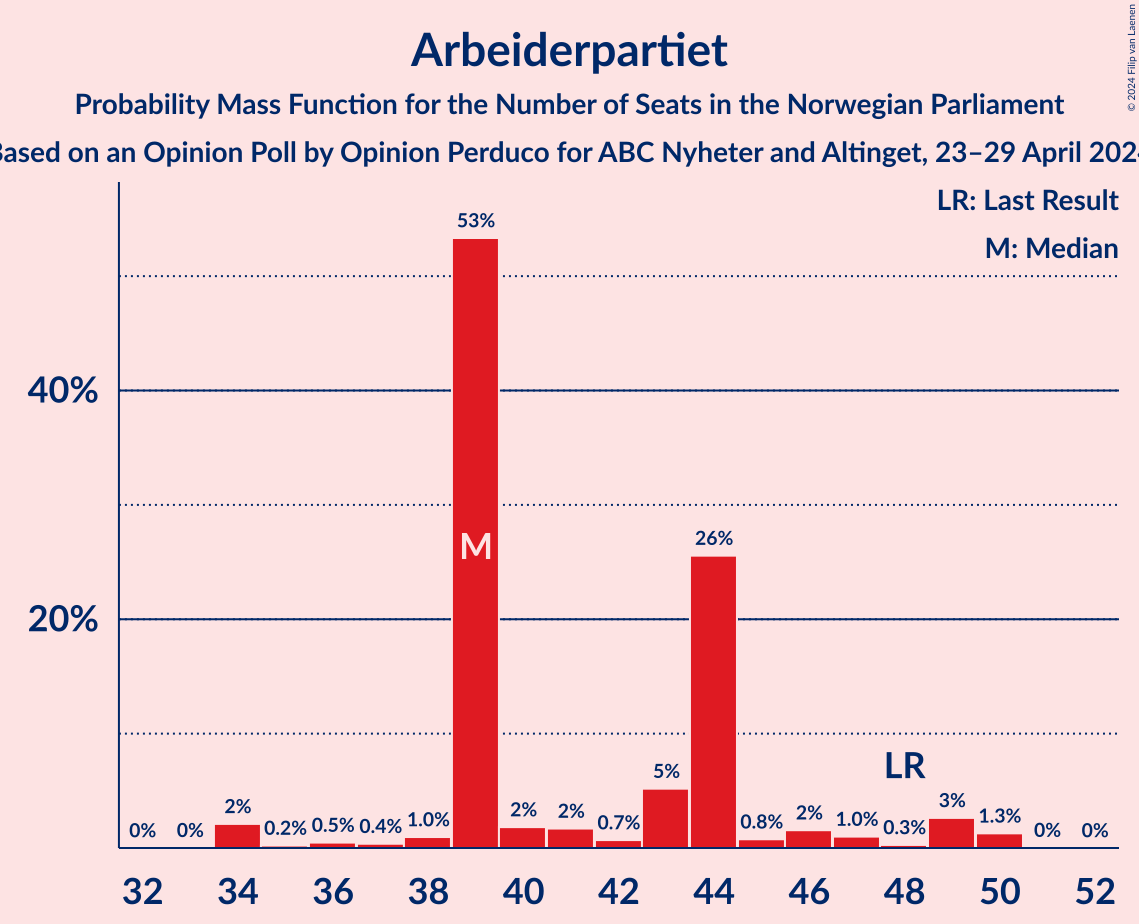 Arbeiderpartiet
Probability Mass Function for the Number of Seats in the Norwegian Parliament
Based on an Opinion Poll by Opinion Perduco for ABC Nyheter and Altinget, 23–29 April 2024
© 2024 Filip van Laenen
LR: Last Result
M: Median
40%
20%
0% 0% 2% 0.2% 0.5% 0.4% 1.0% 53% 2% 2% 0.7% 5% 26% 0.8% 2% 1.0% 0.3% 3% 1.3% 0% 0%
M
LR
32 34 36 38 40 42 44 46 48 50 52